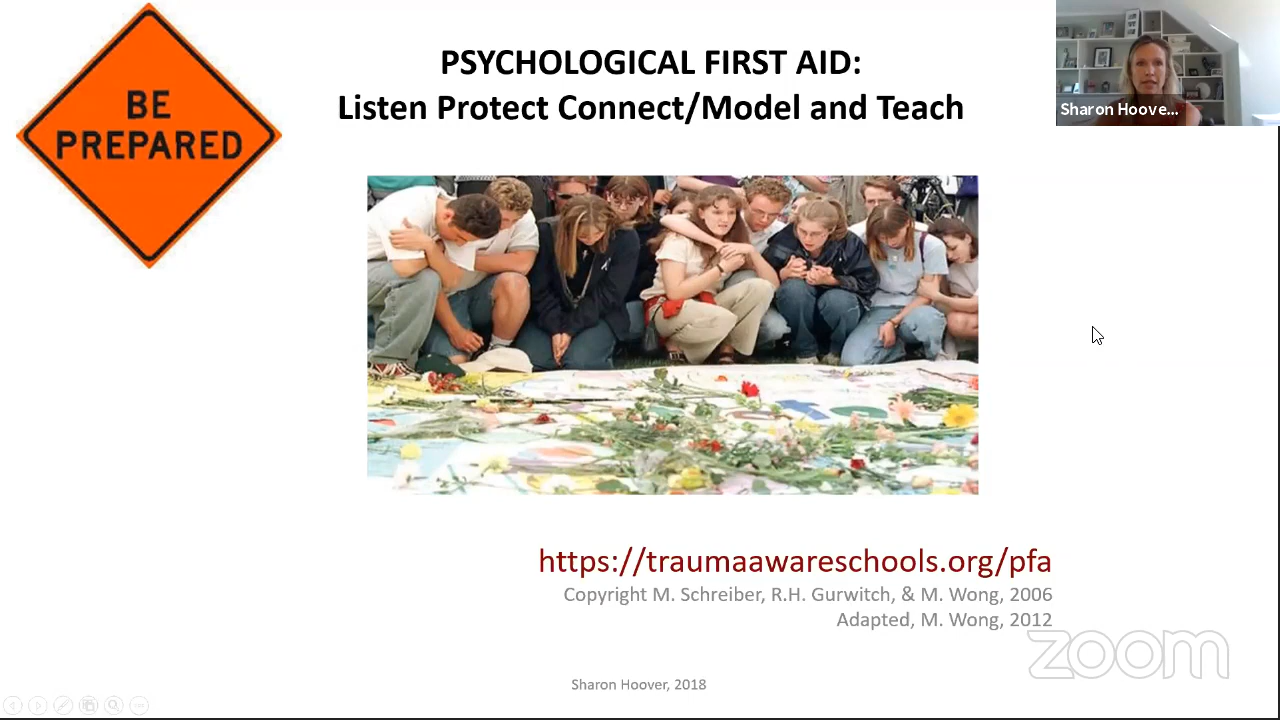 BE
PREPARED
PSYCHOLOGICAL FIRST AID:
Listen Protect Connect/Model and Teach
Sharon Hoove...
https://traumaawareschools.org/pfa
Copyright M. Schreiber, R.H. Gurwitch, & M. Wong, 2006
Adapted, M. Wong, 2012
zoom
Sharon Hoover, 2018